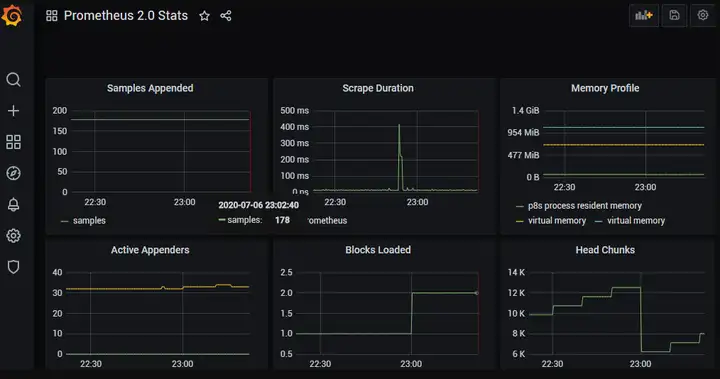 Prometheus 2.0 Stats
Samples Appended
200
150
100
50
0
22:30 23:00
samples
2020-07-06 23:02:40
samples: 178
Scrape Duration
500 ms
400 ms
300 ms
200 ms
100 ms
0 ns
22:30 23:00
rometheus
Memory Profile
1.4 GiB
954 MiB
477 MiB
0 B
22:30 23:00
p8s process resident memory
virtual memory virtual memory
Active Appenders
40
30
20
10
0
22:30 23:00
Blocks Loaded
2.5
2.0
1.5
1.0
0.5
22:30 23:00
Head Chunks
14 K
12 K
10 K
8 K
6 K
22:30 23:00